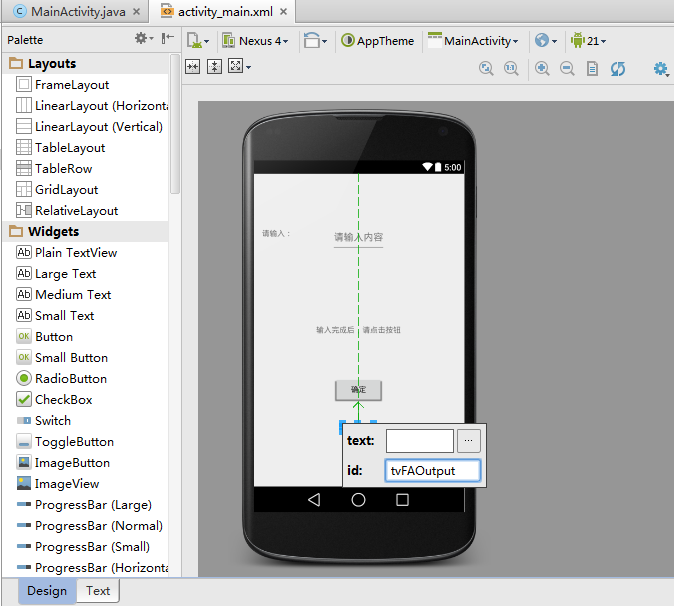 MainActivity.java
activity_main.xml
Palette
Nexus 4
AppTheme
MainActivity
21
Layouts
FrameLayout
LinearLayout (Horizonta
LinearLayout (Vertical)
TableLayout
TableRow
GridLayout
RelativeLayout
Widgets
Plain TextView
Large Text
Medium Text
Small Text
Button
Small Button
RadioButton
CheckBox
Switch
ToggleButton
ImageButton
ImageView
ProgressBar (Large)
ProgressBar (Normal)
ProgressBar (Small)
ProgressBar (Horizonta
5:00
请输入：
请输入内容
输入完成后，请点击按钮
确定
text:
...
id:
tvFAOutput
Design
Text